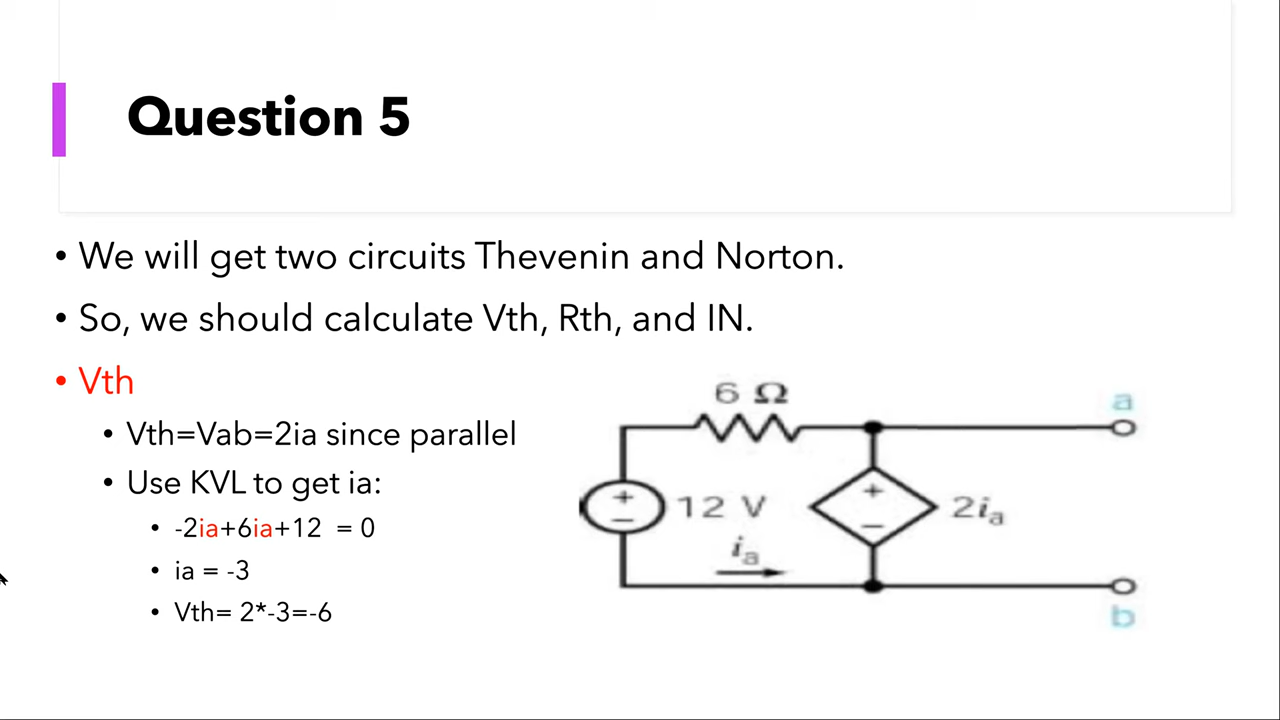 Question 5
• We will get two circuits Thevenin and Norton.
• So, we should calculate Vth, Rth, and IN.
• Vth
• Vth=Vab=2ia since parallel
• Use KVL to get ia:
• -2ia+6ia+12 = 0
• ia = -3
• Vth= 2*-3=-6
6 Ω
a
12 V
2ia
ia
b